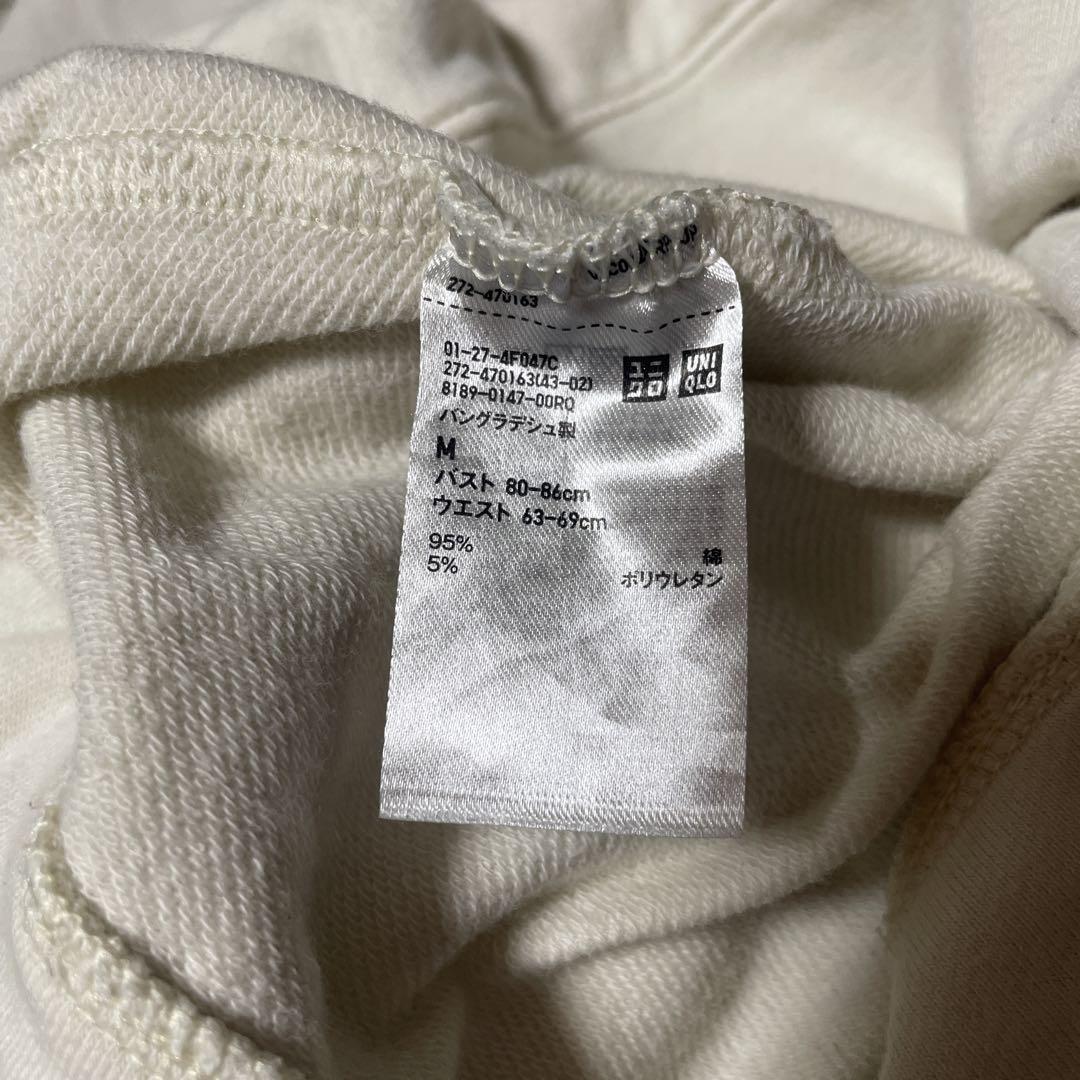 272-470163
01-27-4F047C
272-470163(43-02)
8189-0147-00RQ
ユニ
クロ
UNI
QLO
バングラデシュ製
M
バスト 80-86cm
ウエスト 63-69cm
95% 綿
5% ポリウレタン